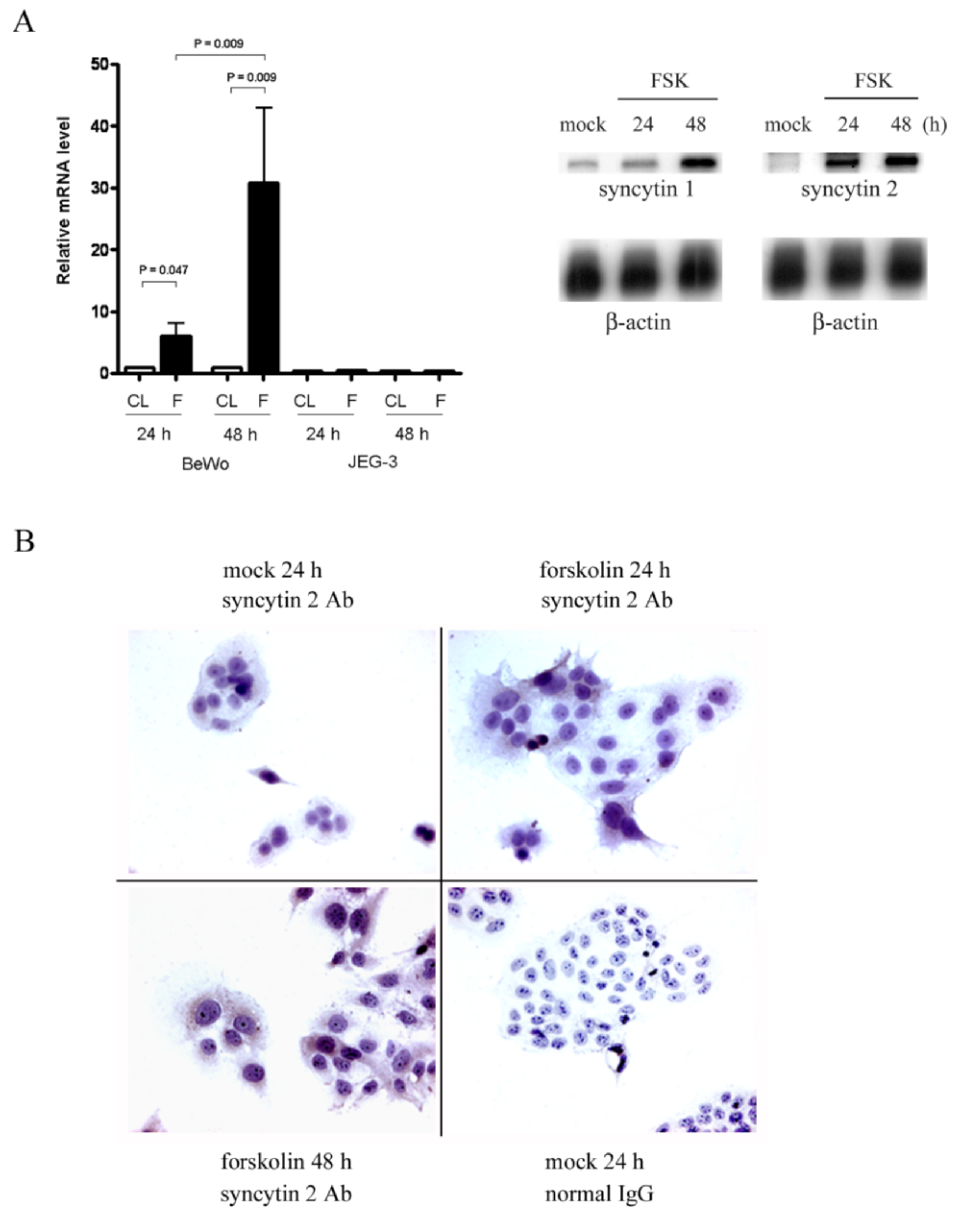 A
P = 0.009
P = 0.009
P = 0.047
Relative mRNA level
50
40
30
20
10
0
CL F CL F CL F CL F
24 h 48 h 24 h 48 h
BeWo JEG-3
FSK FSK
mock 24 48 mock 24 48 (h)
syncytin 1 syncytin 2
β-actin β-actin
B
mock 24 h
syncytin 2 Ab
forskolin 24 h
syncytin 2 Ab
forskolin 48 h
syncytin 2 Ab
mock 24 h
normal IgG